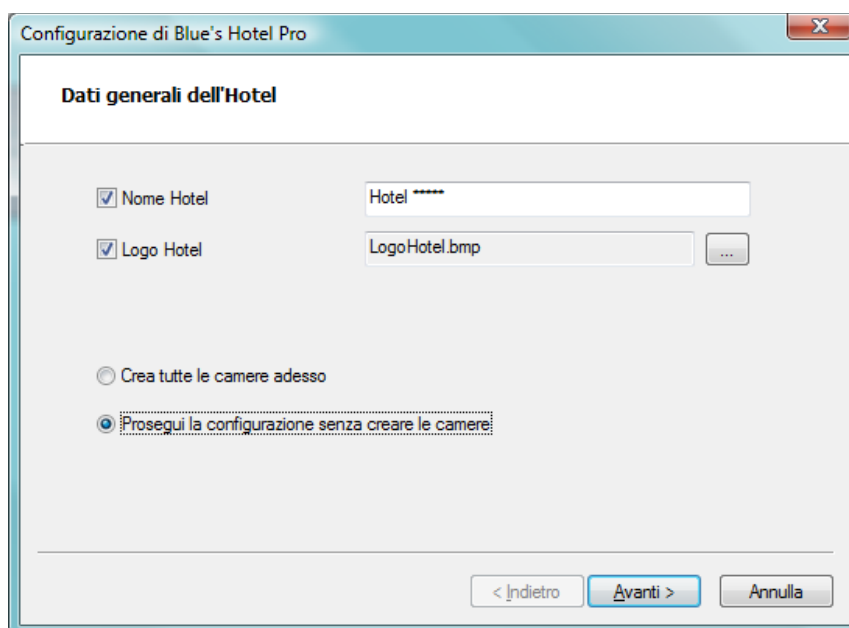 Configurazione di Blue's Hotel Pro
Dati generali dell'Hotel
Nome Hotel Hotel *****
Logo Hotel LogoHotel.bmp ...
Crea tutte le camere adesso
Prosegui la configurazione senza creare le camere
< Indietro Avanti > Annulla